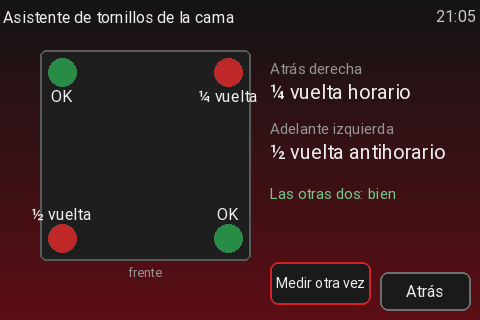 Asistente de tornillos de la cama
21:05
OK
¼ vuelta
½ vuelta
OK
frente
Atrás derecha
¼ vuelta horario
Adelante izquierda
½ vuelta antihorario
Las otras dos: bien
Medir otra vez
Atrás